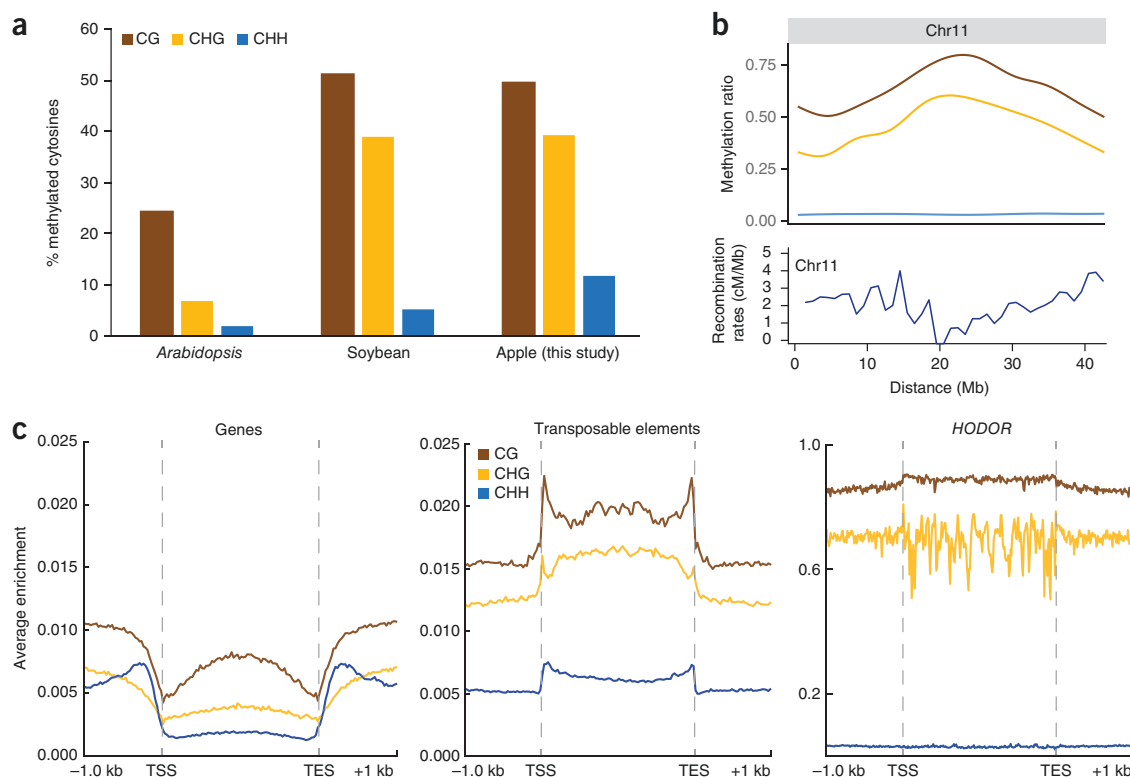 a
% methylated cytosines
60
50
40
30
20
10
0
CG CHG CHH
Arabidopsis
Soybean
Apple (this study)
b
Chr11
Methylation ratio
0.75
0.50
0.25
0.00
Recombination
rates (cM/Mb)
5
4
3
2
1
0
Chr11
0 10 20 30 40
Distance (Mb)
c
Average enrichment
Genes
0.025
0.020
0.015
0.010
0.005
0.000
–1.0 kb TSS TES +1 kb
Transposable elements
0.025
0.020
0.015
0.010
0.005
0.000
CG
CHG
CHH
–1.0 kb TSS TES +1 kb
HODOR
1.0
0.6
0.2
–1.0 kb TSS TES +1 kb